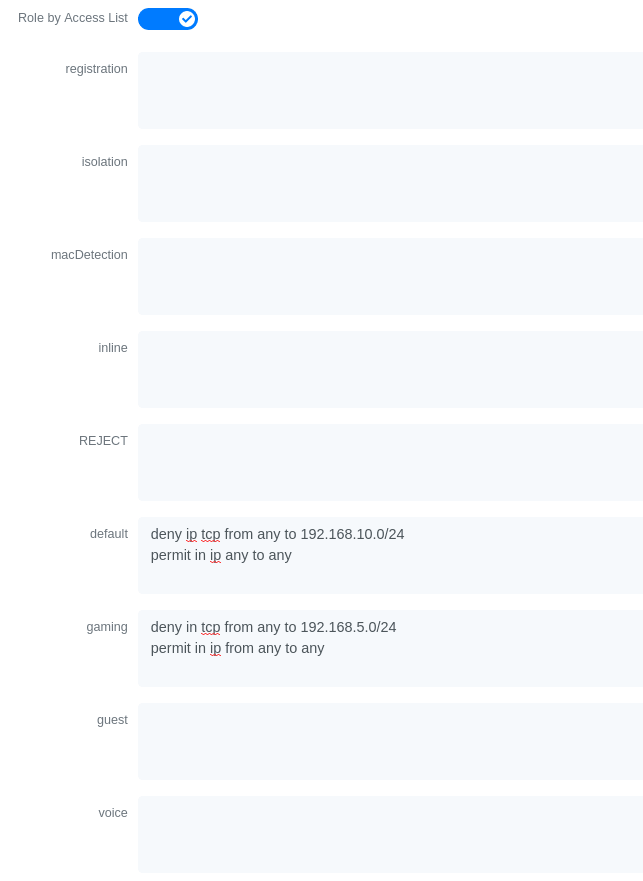 Role by Access List
registration
isolation
macDetection
inline
REJECT
default
deny ip tcp from any to 192.168.10.0/24
permit in ip any to any
gaming
deny in tcp from any to 192.168.5.0/24
permit in ip from any to any
guest
voice